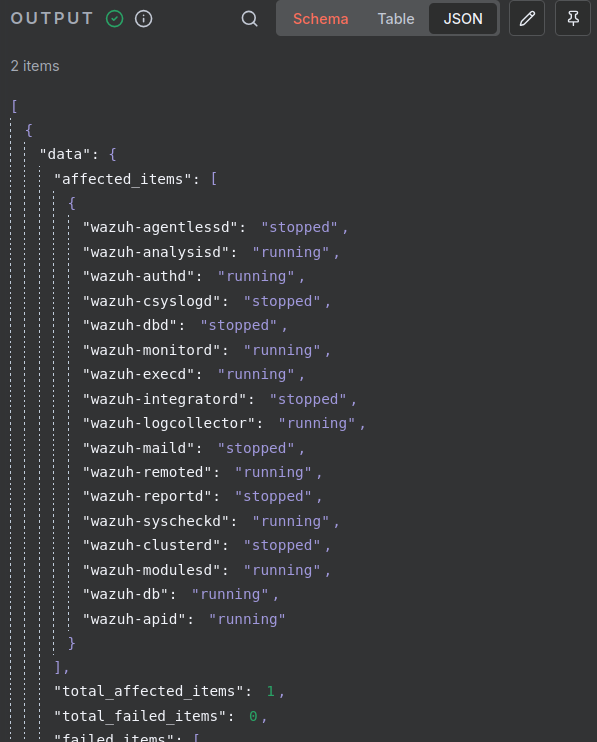 OUTPUT
Schema Table JSON
2 items
[
{
"data": {
"affected_items": [
{
"wazuh-agentlessd": "stopped",
"wazuh-analysisd": "running",
"wazuh-authd": "running",
"wazuh-csyslogd": "stopped",
"wazuh-dbd": "stopped",
"wazuh-monitord": "running",
"wazuh-execd": "running",
"wazuh-integratord": "stopped",
"wazuh-logcollector": "running",
"wazuh-maild": "stopped",
"wazuh-remoted": "running",
"wazuh-reportd": "stopped",
"wazuh-syscheckd": "running",
"wazuh-clusterd": "stopped",
"wazuh-modulesd": "running",
"wazuh-db": "running",
"wazuh-apid": "running"
}
],
"total_affected_items": 1,
"total_failed_items": 0,
"failed_items": [